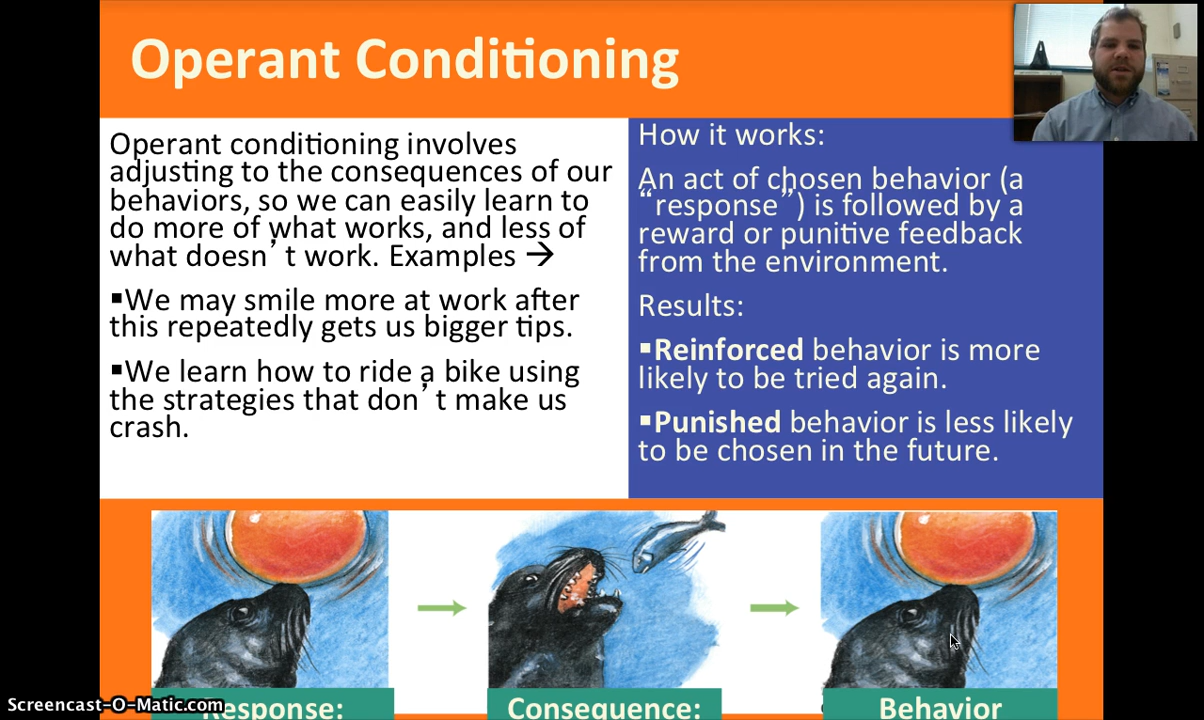 Operant Conditioning
Operant conditioning involves
adjusting to the consequences of our
behaviors, so we can easily learn to
do more of what works, and less of
what doesn’t work. Examples →
▪We may smile more at work after
this repeatedly gets us bigger tips.
▪We learn how to ride a bike using
the strategies that don’t make us
crash.
How it works:
An act of chosen behavior (a
“response”) is followed by a
reward or punitive feedback
from the environment.
Results:
▪Reinforced behavior is more
likely to be tried again.
▪Punished behavior is less likely
to be chosen in the future.
Response:
Consequence:
Behavior
Screencast-O-Matic.com